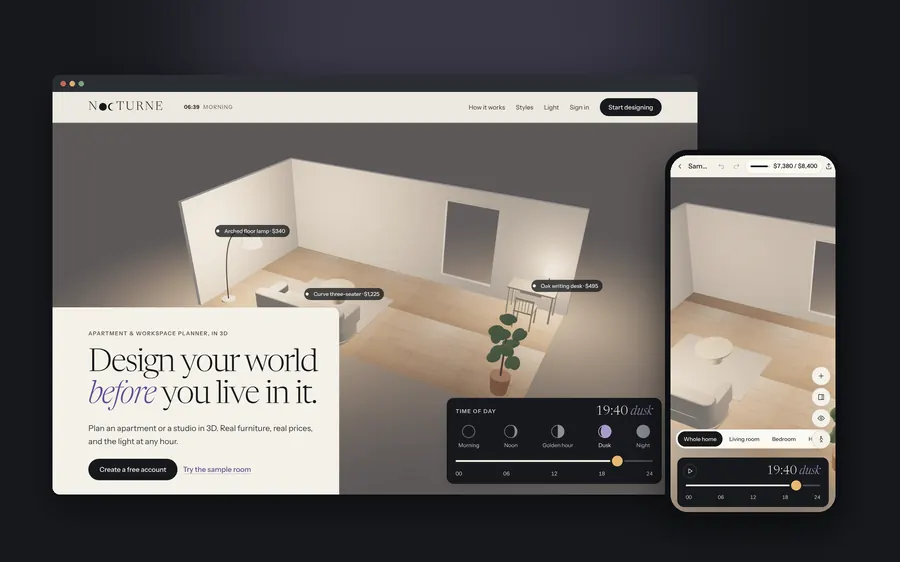 NOCTURNE
06:39 MORNING
How it works
Styles
Light
Sign in
Start designing
Arched floor lamp · $340
Curve three-seater · $1,225
Oak writing desk · $495
APARTMENT & WORKSPACE PLANNER, IN 3D
Design your world
before you live in it.
Plan an apartment or a studio in 3D. Real furniture, real prices,
and the light at any hour.
Create a free account
Try the sample room
TIME OF DAY
19:40 dusk
Morning
Noon
Golden hour
Dusk
Night
00 06 12 18 24
Sam...
$7,380 / $8,400
Whole home
Living room
Bedroom
19:40 dusk
00 06 12 18 24